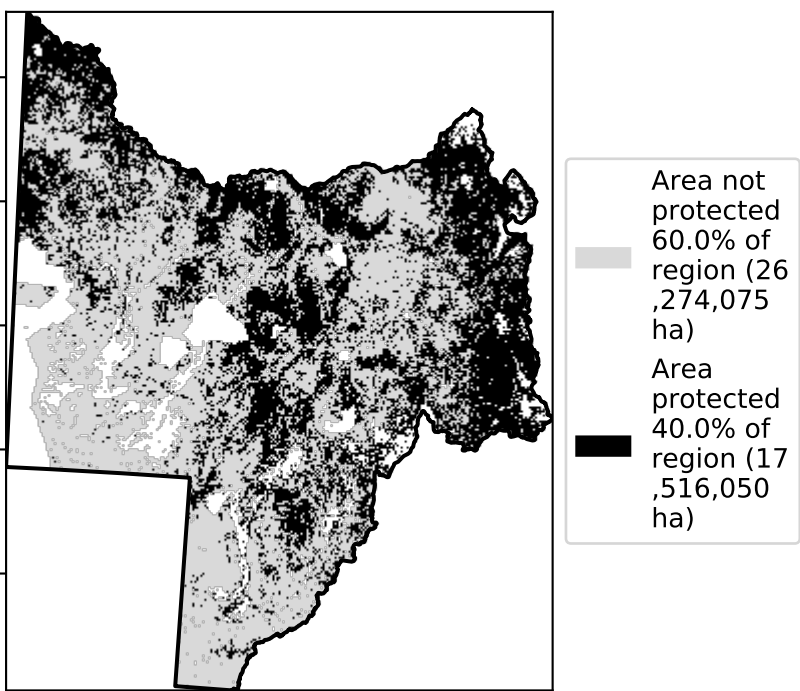 Area not
protected
60.0% of
region (26
,274,075
ha)
Area
protected
40.0% of
region (17
,516,050
ha)